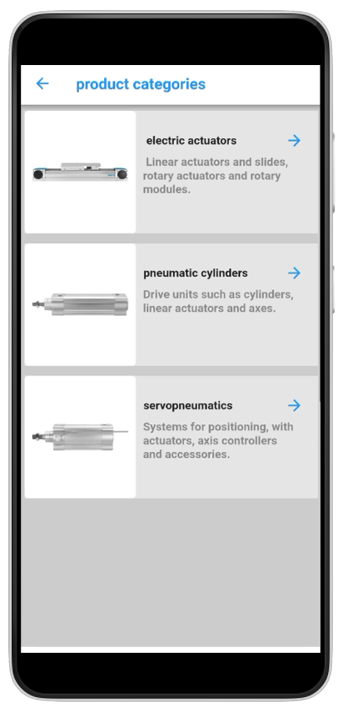 product categories
electric actuators
Linear actuators and slides,
rotary actuators and rotary
modules.
pneumatic cylinders
Drive units such as cylinders,
linear actuators and axes.
servopneumatics
Systems for positioning, with
actuators, axis controllers
and accessories.